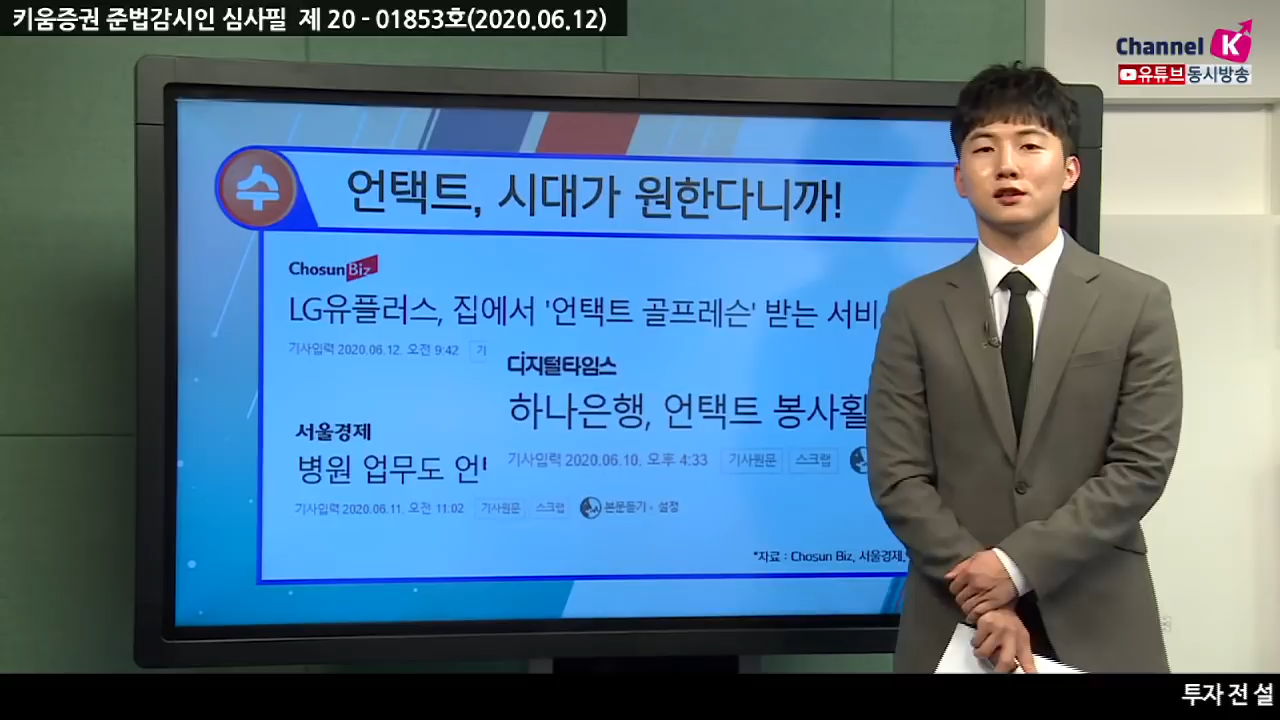 키움증권 준법감시인 심사필 제 20 - 01853호(2020.06.12)
Channel K
유튜브동시방송
수
언택트, 시대가 원한다니까!
ChosunBiz
LG유플러스, 집에서 '언택트 골프레슨' 받는 서비
기사입력 2020.06.12. 오전 9:42
디지털타임스
하나은행, 언택트 봉사활
기사입력 2020.06.10. 오후 4:33 기사원문 스크랩
서울경제
병원 업무도 언
기사입력 2020.06.11. 오전 11:02 기사원문 스크랩 본문듣기 · 설정
*자료 : Chosun Biz, 서울경제,
투자 전 설